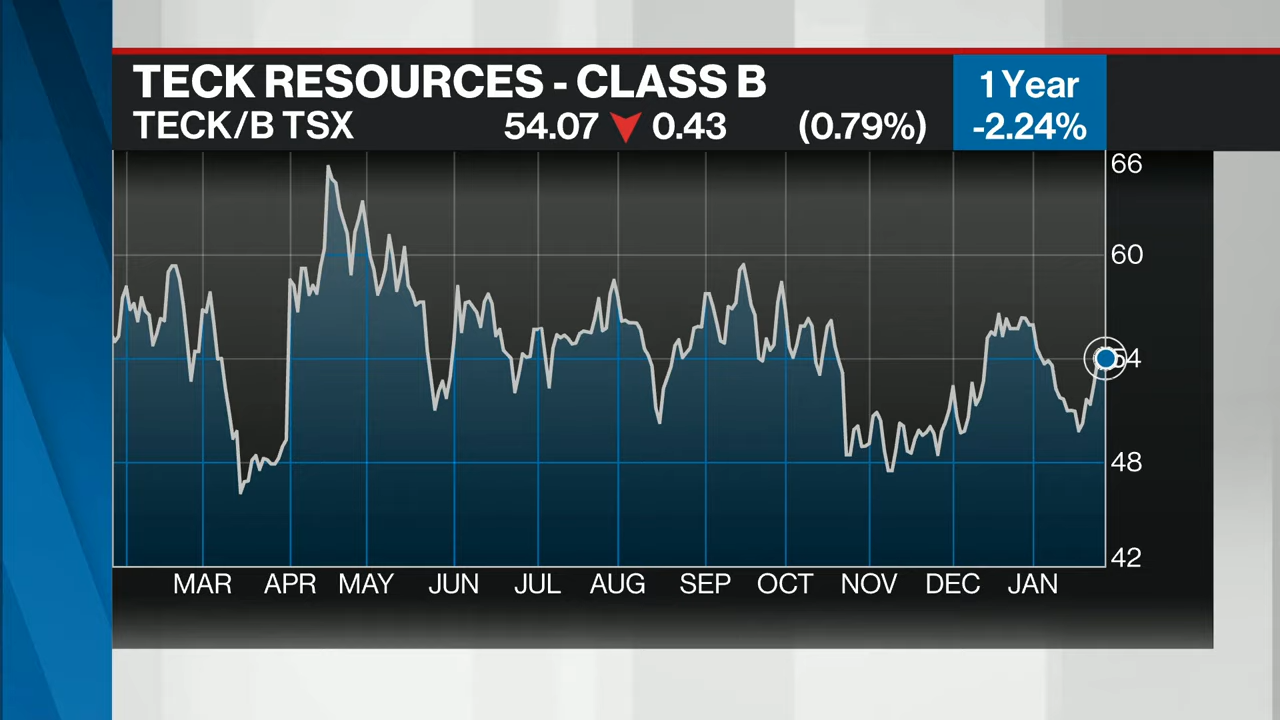 TECK RESOURCES - CLASS B
1 Year
TECK/B TSX 54.07 0.43 (0.79%)
-2.24%
66
60
54
48
42
MAR APR MAY JUN JUL AUG SEP OCT NOV DEC JAN